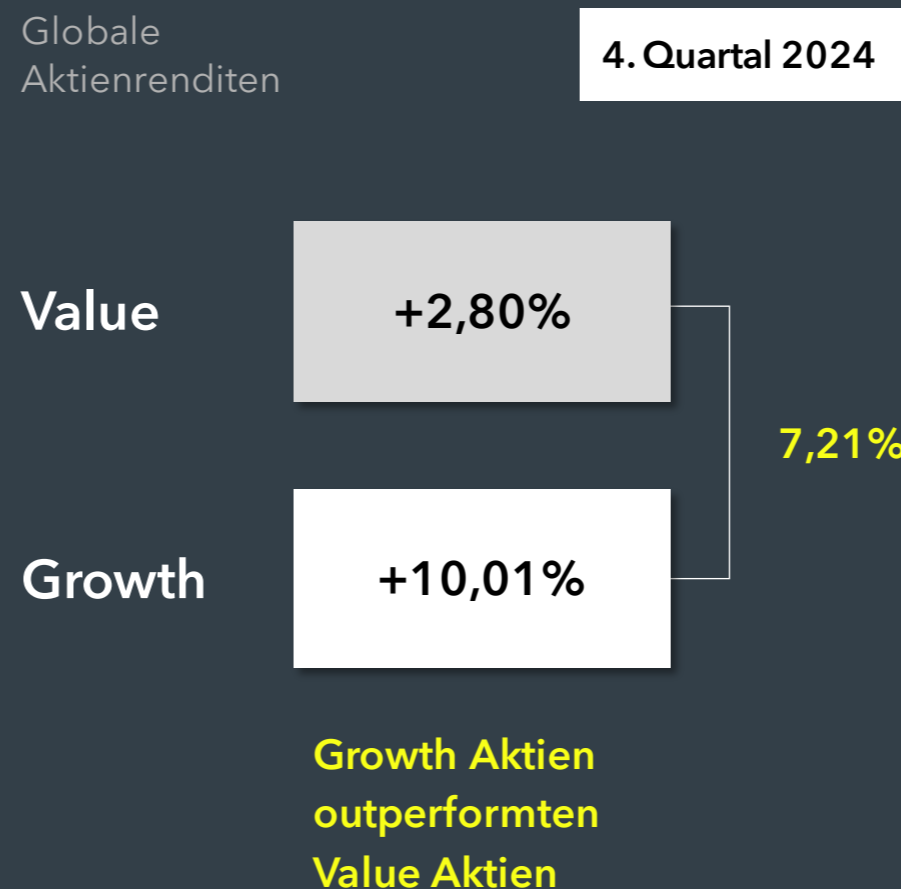 Globale
Aktienrenditen
4. Quartal 2024
Value
+2,80%
7,21%
Growth
+10,01%
Growth Aktien
outperformten
Value Aktien